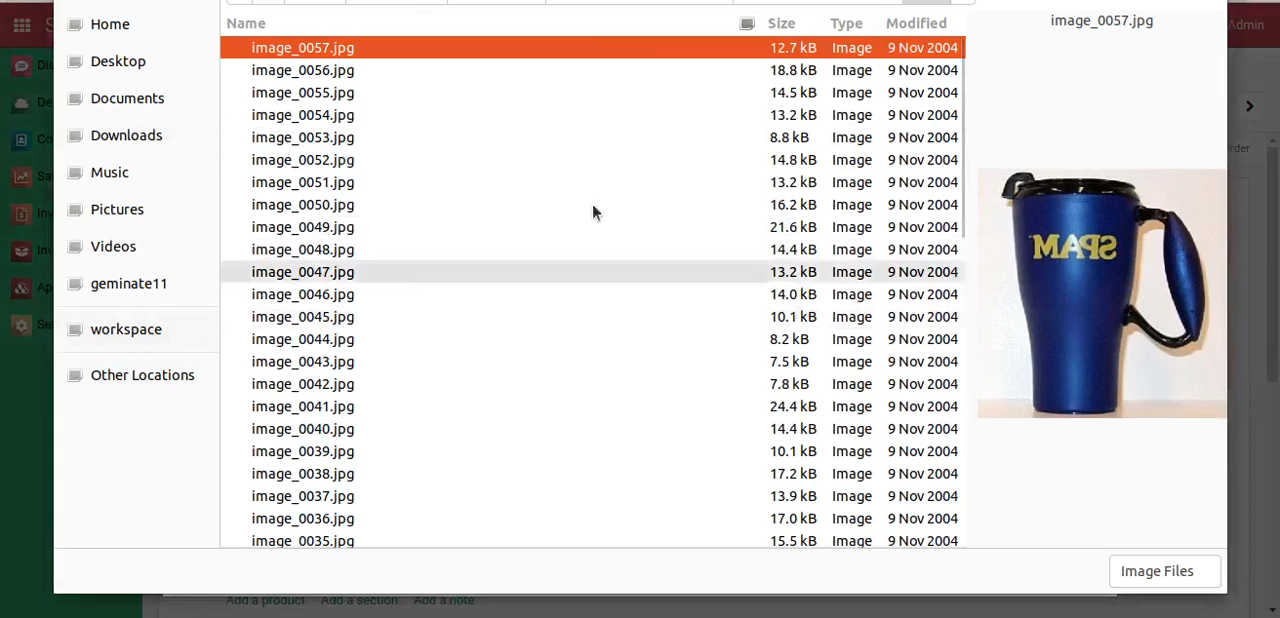 Name Size Type Modified
image_0057.jpg 12.7 kB Image 9 Nov 2004
image_0056.jpg 18.8 kB Image 9 Nov 2004
image_0055.jpg 14.5 kB Image 9 Nov 2004
image_0054.jpg 13.2 kB Image 9 Nov 2004
image_0053.jpg 8.8 kB Image 9 Nov 2004
image_0052.jpg 14.8 kB Image 9 Nov 2004
image_0051.jpg 13.2 kB Image 9 Nov 2004
image_0050.jpg 16.2 kB Image 9 Nov 2004
image_0049.jpg 21.6 kB Image 9 Nov 2004
image_0048.jpg 14.4 kB Image 9 Nov 2004
image_0047.jpg 13.2 kB Image 9 Nov 2004
image_0046.jpg 14.0 kB Image 9 Nov 2004
image_0045.jpg 10.1 kB Image 9 Nov 2004
image_0044.jpg 8.2 kB Image 9 Nov 2004
image_0043.jpg 7.5 kB Image 9 Nov 2004
image_0042.jpg 7.8 kB Image 9 Nov 2004
image_0041.jpg 24.4 kB Image 9 Nov 2004
image_0040.jpg 14.4 kB Image 9 Nov 2004
image_0039.jpg 10.1 kB Image 9 Nov 2004
image_0038.jpg 17.2 kB Image 9 Nov 2004
image_0037.jpg 13.9 kB Image 9 Nov 2004
image_0036.jpg 17.0 kB Image 9 Nov 2004
image_0035.jpg 15.5 kB Image 9 Nov 2004
Home
Desktop
Documents
Downloads
Music
Pictures
Videos
geminate11
workspace
Other Locations
image_0057.jpg
SPAM
Image Files
Admin
Add a product Add a section Add a note